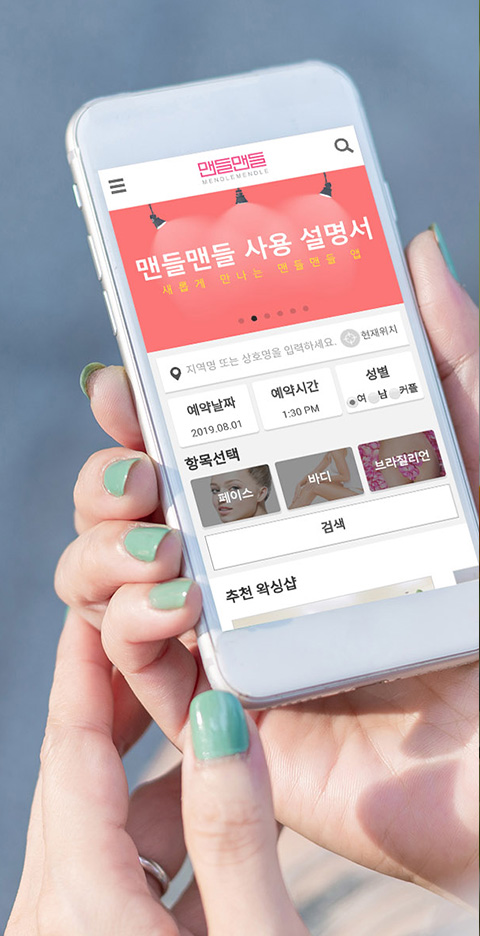 맨들맨들
MENDLEMENDLE
맨들맨들 사용 설명서
새롭게 만나는 맨들맨들 앱
지역명 또는 상호명을 입력하세요.
현재위치
예약날짜
2019.08.01
예약시간
1:30 PM
성별
여 남 커플
항목선택
페이스
바디
브라질리언
검색
추천 왁싱샵